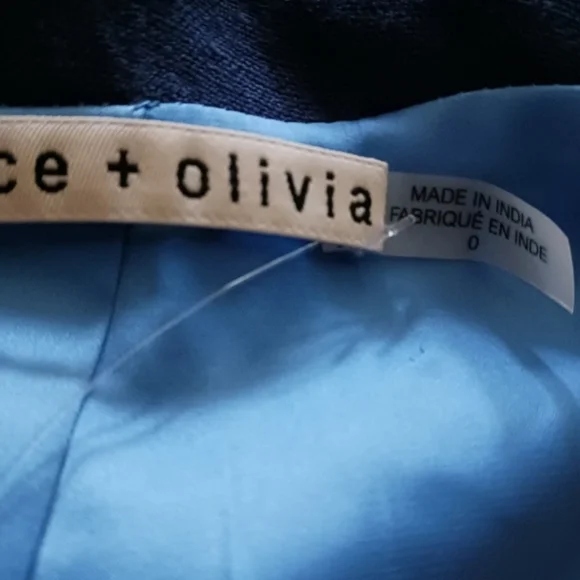 ce + olivia
MADE IN INDIA
FABRIQUÉ EN INDE
0